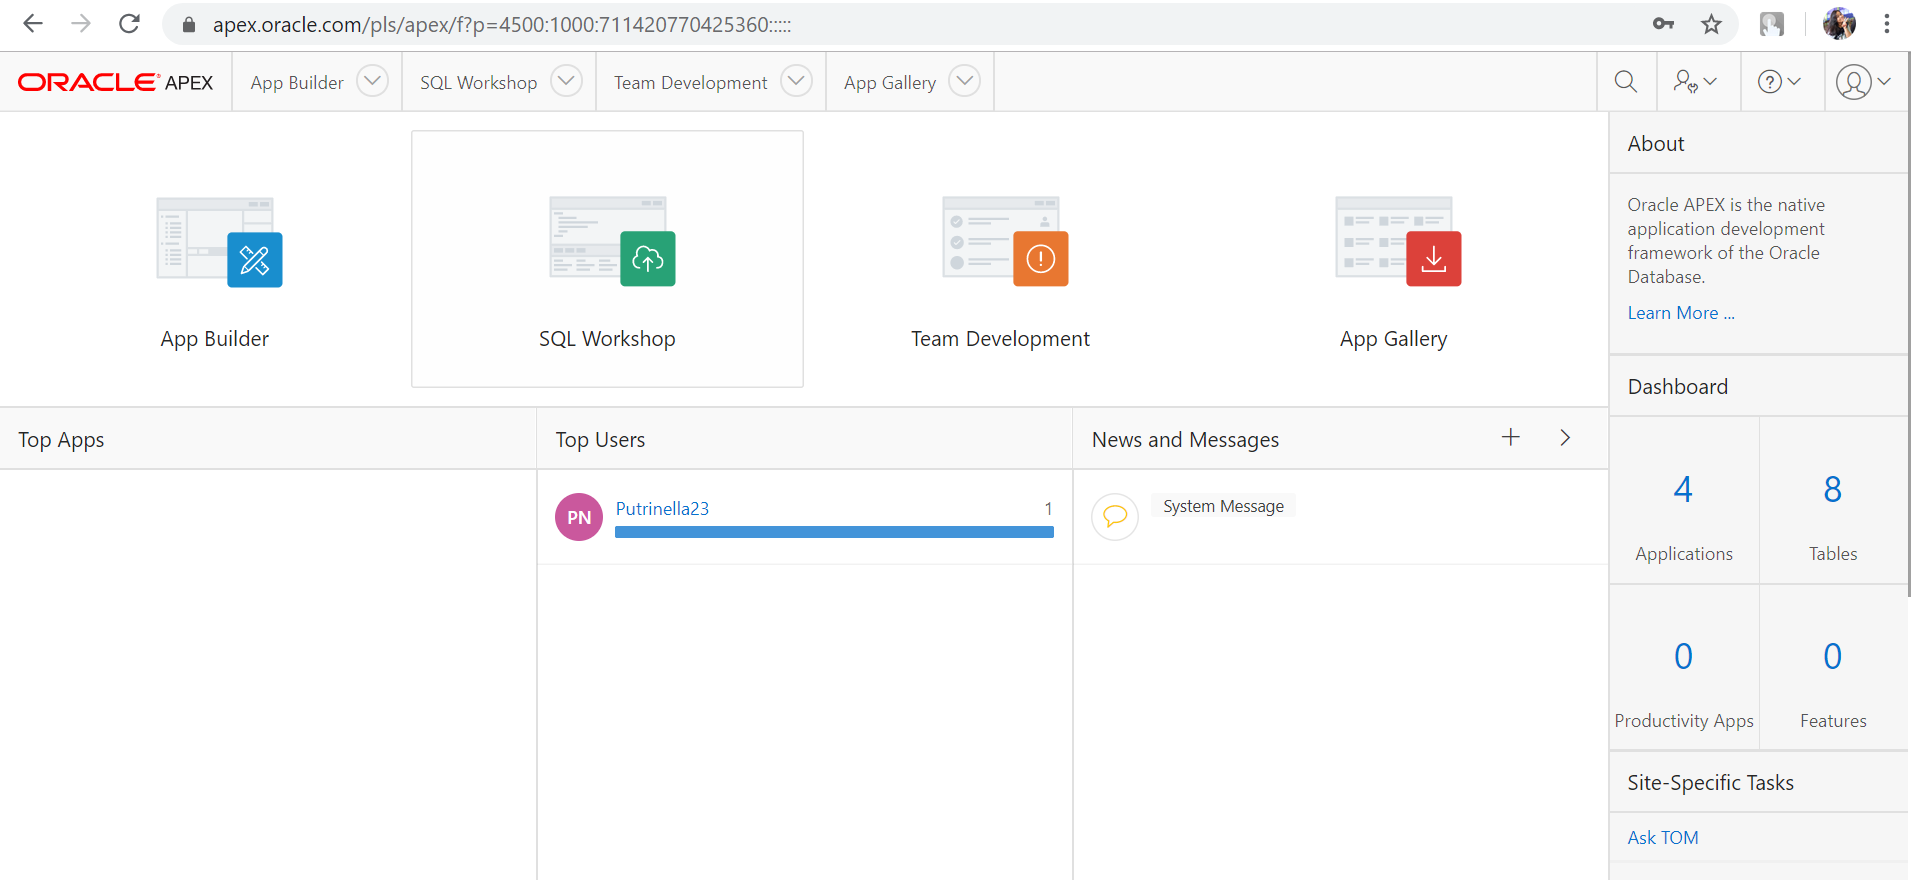 apex.oracle.com/pls/apex/f?p=4500:1000:711420770425360:::::
ORACLE APEX App Builder SQL Workshop Team Development App Gallery
App Builder SQL Workshop Team Development App Gallery
Top Apps
Top Users
PN Putrinella23 1
News and Messages
System Message
About
Oracle APEX is the native
application development
framework of the Oracle
Database.
Learn More ...
Dashboard
4 8
Applications Tables
0 0
Productivity Apps Features
Site-Specific Tasks
Ask TOM